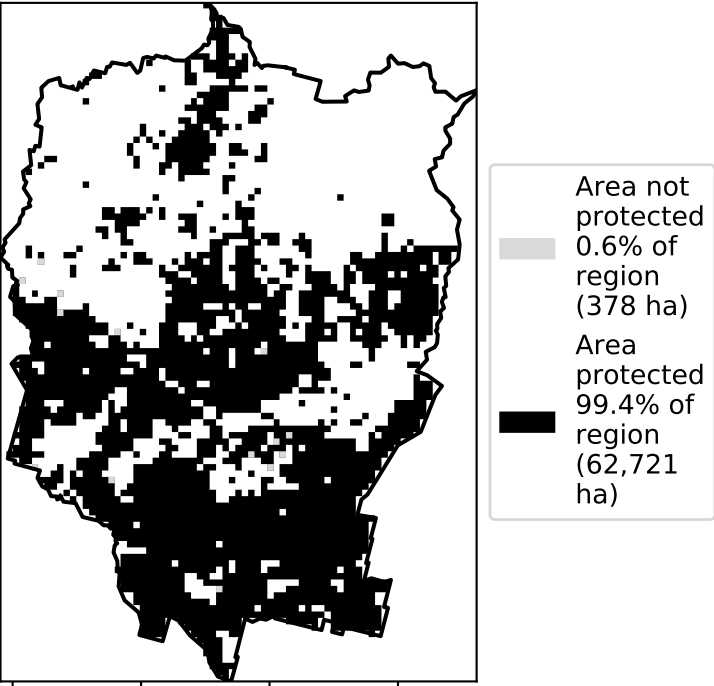 Area not
protected
0.6% of
region
(378 ha)
Area
protected
99.4% of
region
(62,721
ha)